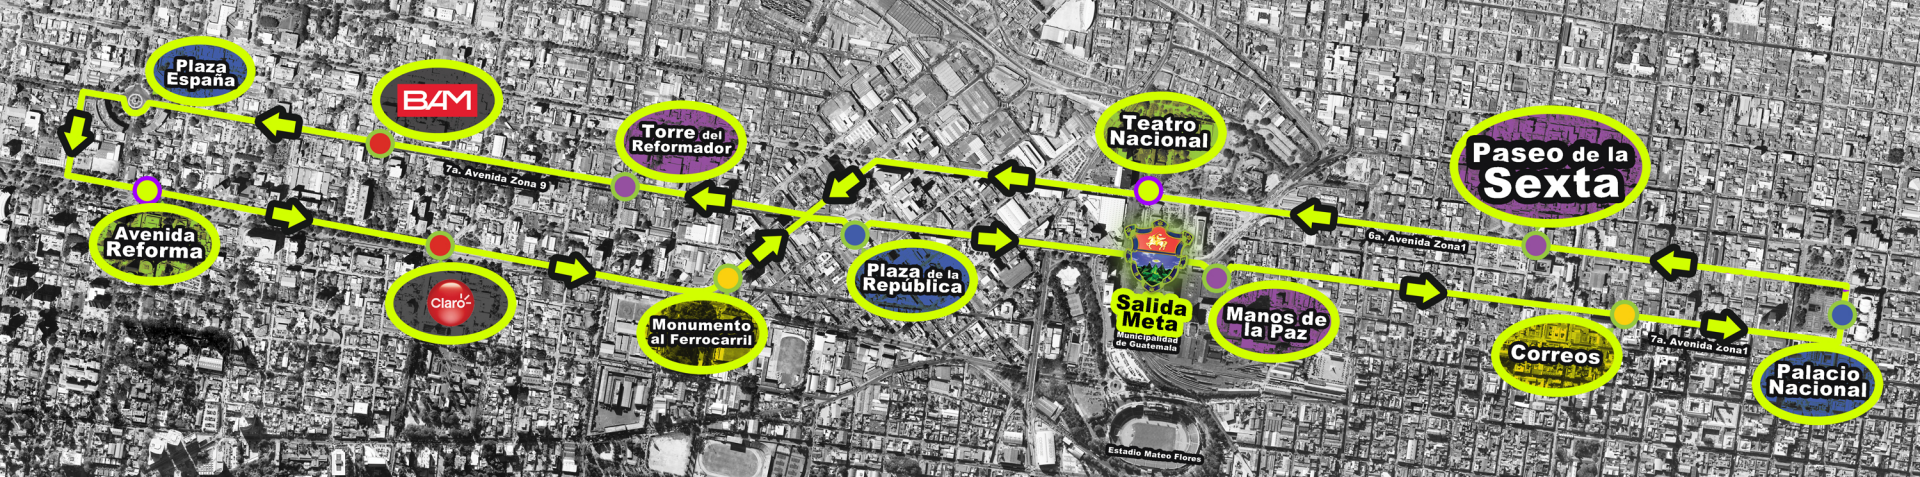 Plaza
España
BAM
Torre del
Reformador
Teatro
Nacional
Paseo de la
Sexta
7a. Avenida Zona 9
6a. Avenida Zona1
Avenida
Reforma
Claro-
Monumento
al Ferrocarril
Plaza de la
República
Salida
Meta
Municipalidad
de Guatemala
Manos de
la Paz
Correos
7a. Avenida Zona1
Palacio
Nacional
Estadio Mateo Flores